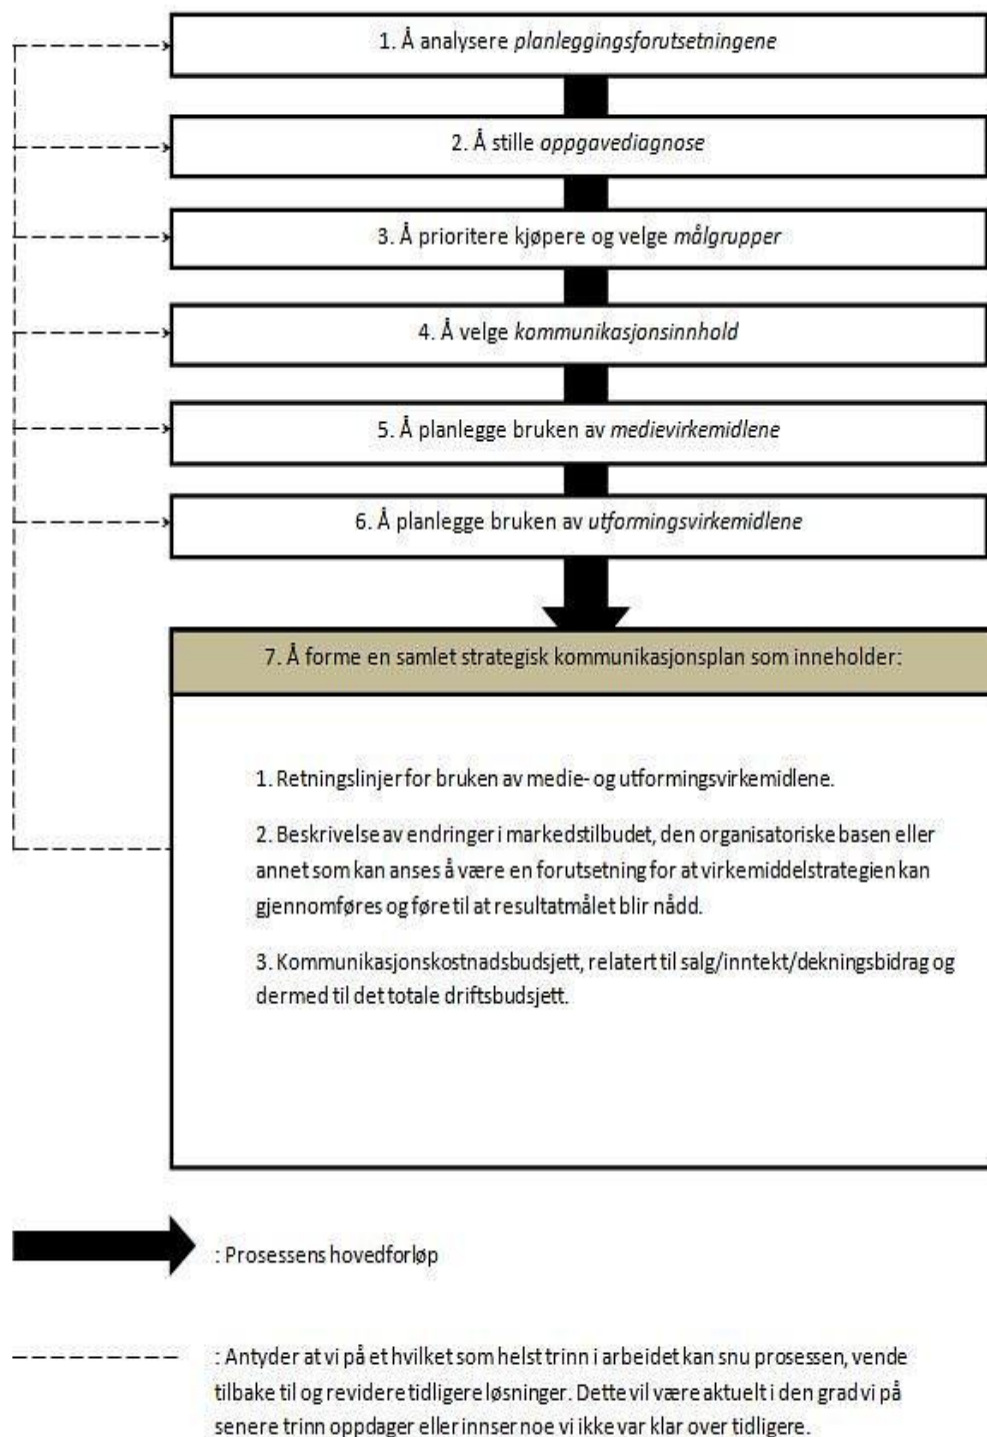 1. Å analysere planleggingsforutsetningene
2. Å stille oppgavediagnose
3. Å prioritere kjøpere og velge målgrupper
4. Å velge kommunikasjonsinnhold
5. Å planlegge bruken av medievirkemidlene
6. Å planlegge bruken av utformingsvirkemidlene
7. Å forme en samlet strategisk kommunikasjonsplan som inneholder:
1. Retningslinjer for bruken av medie- og utformingsvirkemidlene.
2. Beskrivelse av endringer i markedstilbudet, den organisatoriske basen eller
annet som kan anses å være en forutsetning for at virkemiddelstrategien kan
gjennomføres og føre til at resultatmålet blir nådd.
3. Kommunikasjonskostnadsbudsjett, relatert til salg/inntekt/dekningsbidrag og
dermed til det totale driftsbudsjett.
: Prosessens hovedforløp
: Antyder at vi på et hvilket som helst trinn i arbeidet kan snu prosessen, vende
tilbake til og revidere tidligere løsninger. Dette vil være aktuelt i den grad vi på
senere trinn oppdager eller innser noe vi ikke var klar over tidligere.